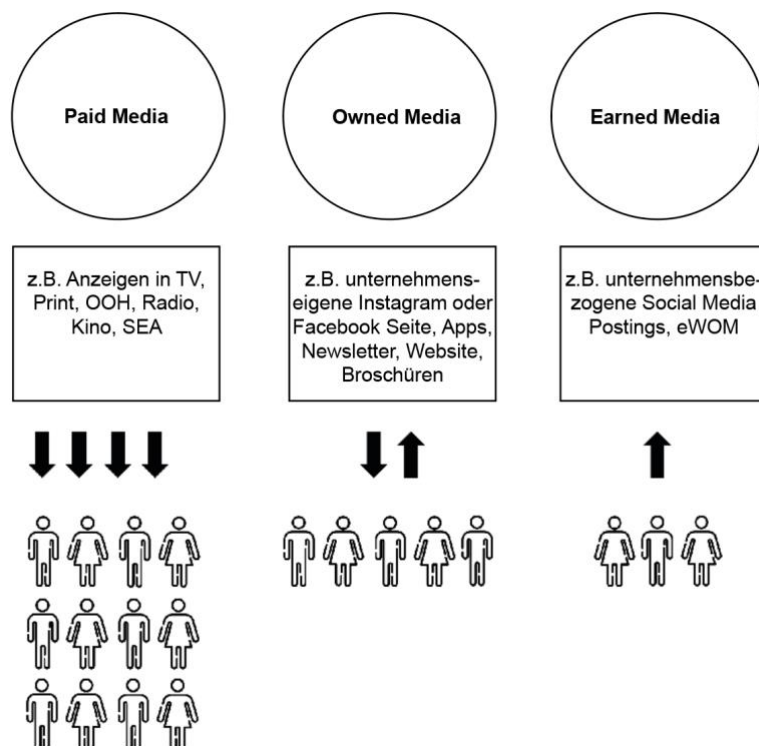 Paid Media
Owned Media
Earned Media
z.B. Anzeigen in TV,
Print, OOH, Radio,
Kino, SEA
z.B. unternehmens-
eigene Instagram oder
Facebook Seite, Apps,
Newsletter, Website,
Broschüren
z.B. unternehmensbe-
zogene Social Media
Postings, eWOM